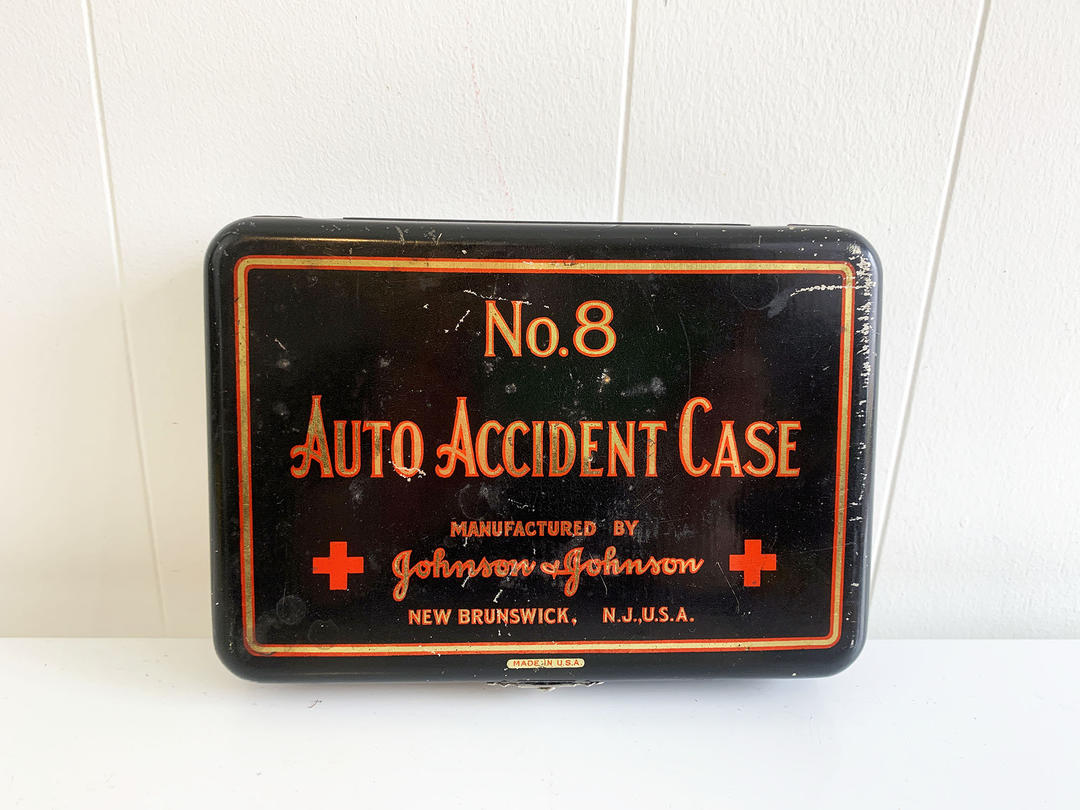 No. 8
AUTO ACCIDENT CASE
MANUFACTURED BY
Johnson & Johnson
NEW BRUNSWICK, N.J., U.S.A.
MADE IN U.S.A.